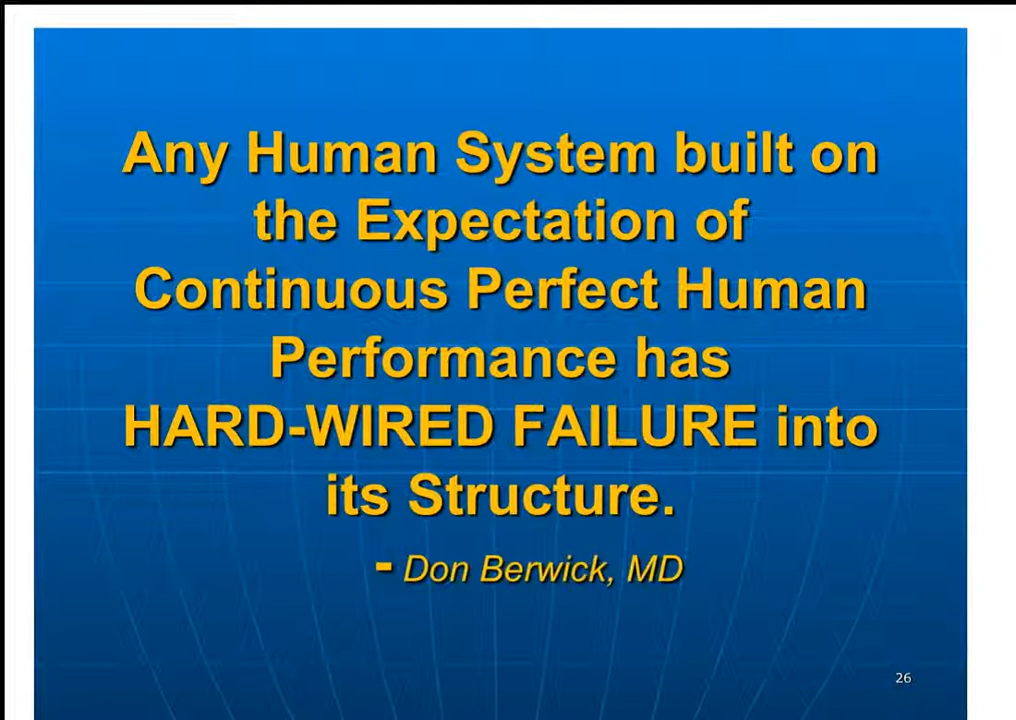 Any Human System built on
the Expectation of
Continuous Perfect Human
Performance has
HARD-WIRED FAILURE into
its Structure.
- Don Berwick, MD
26